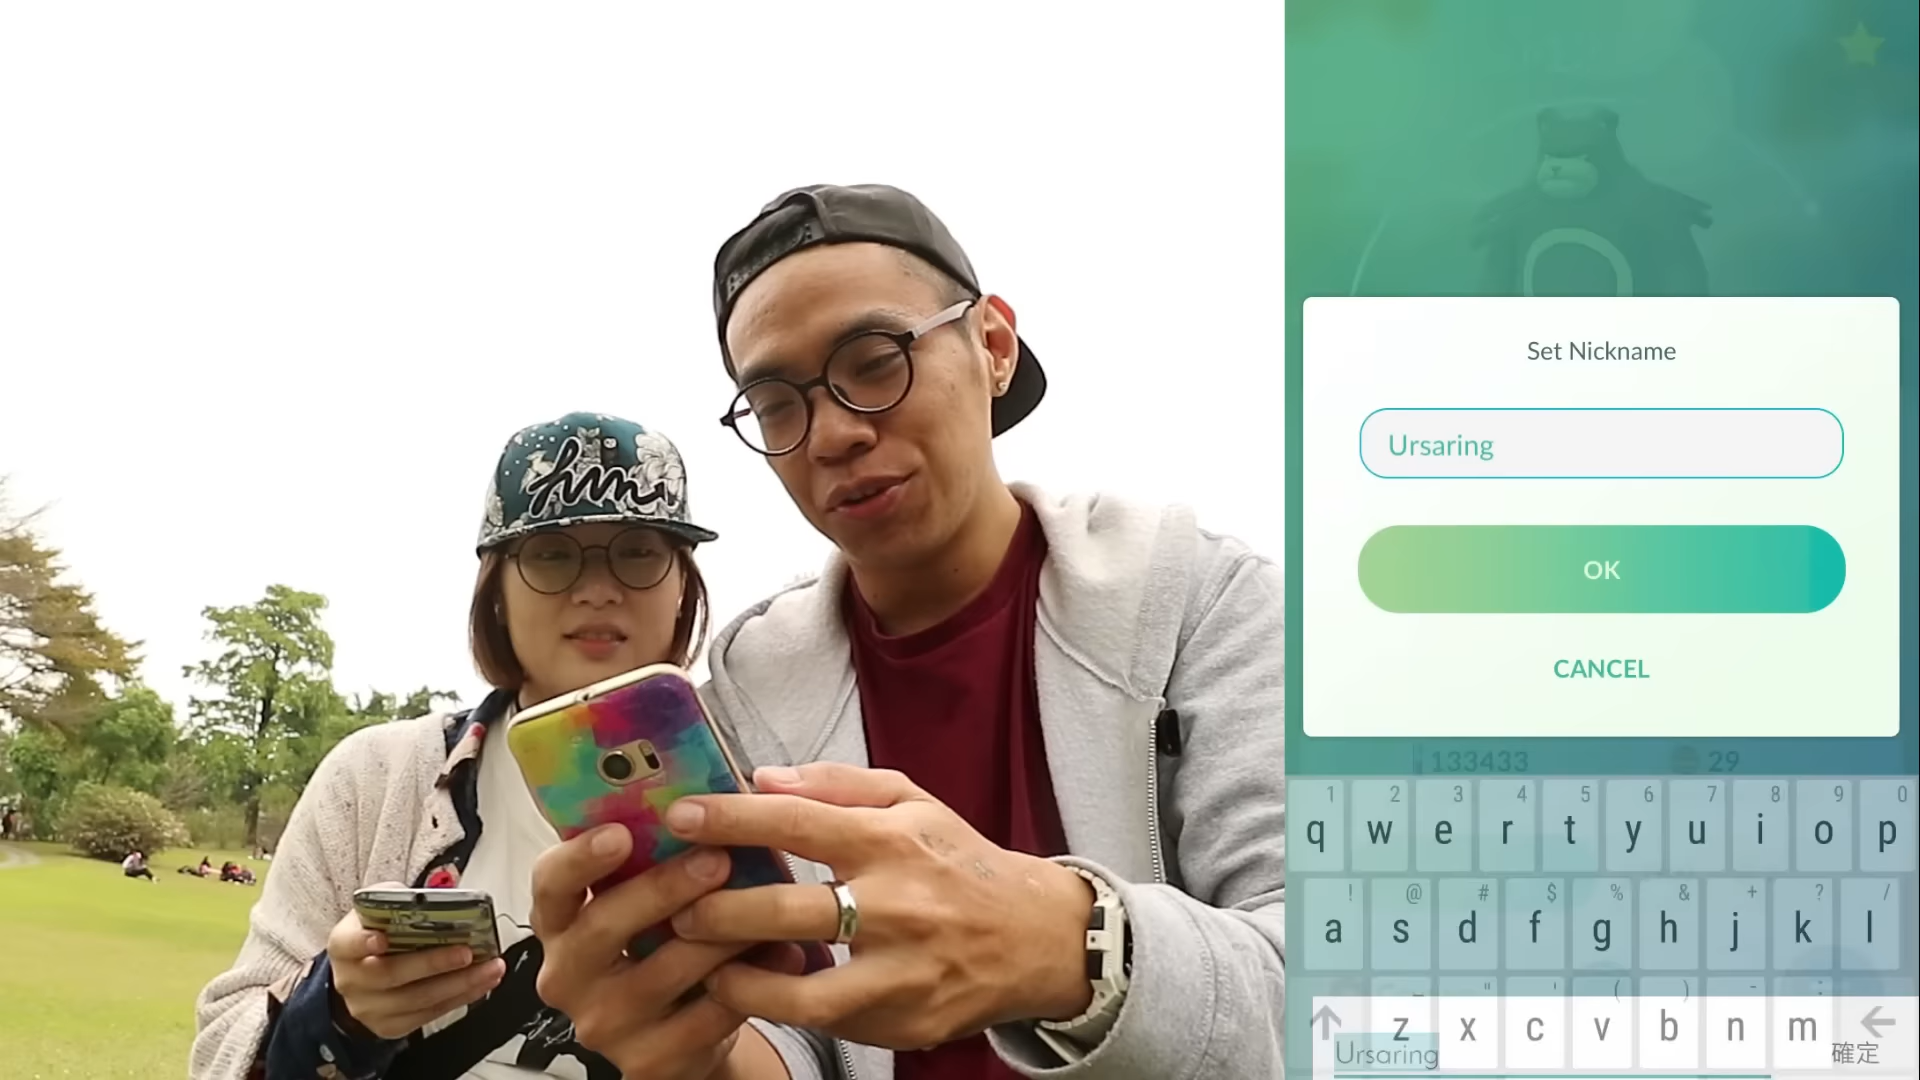 fun
Set Nickname
Ursaring
OK
CANCEL
133433 29
1 2 3 4 5 6 7 8 9 0
q w e r t y u i o p
! @ # $ % & + ? /
a s d f g h j k l
_ " ' ( ) - :
z x c v b n m
Ursaring 確定